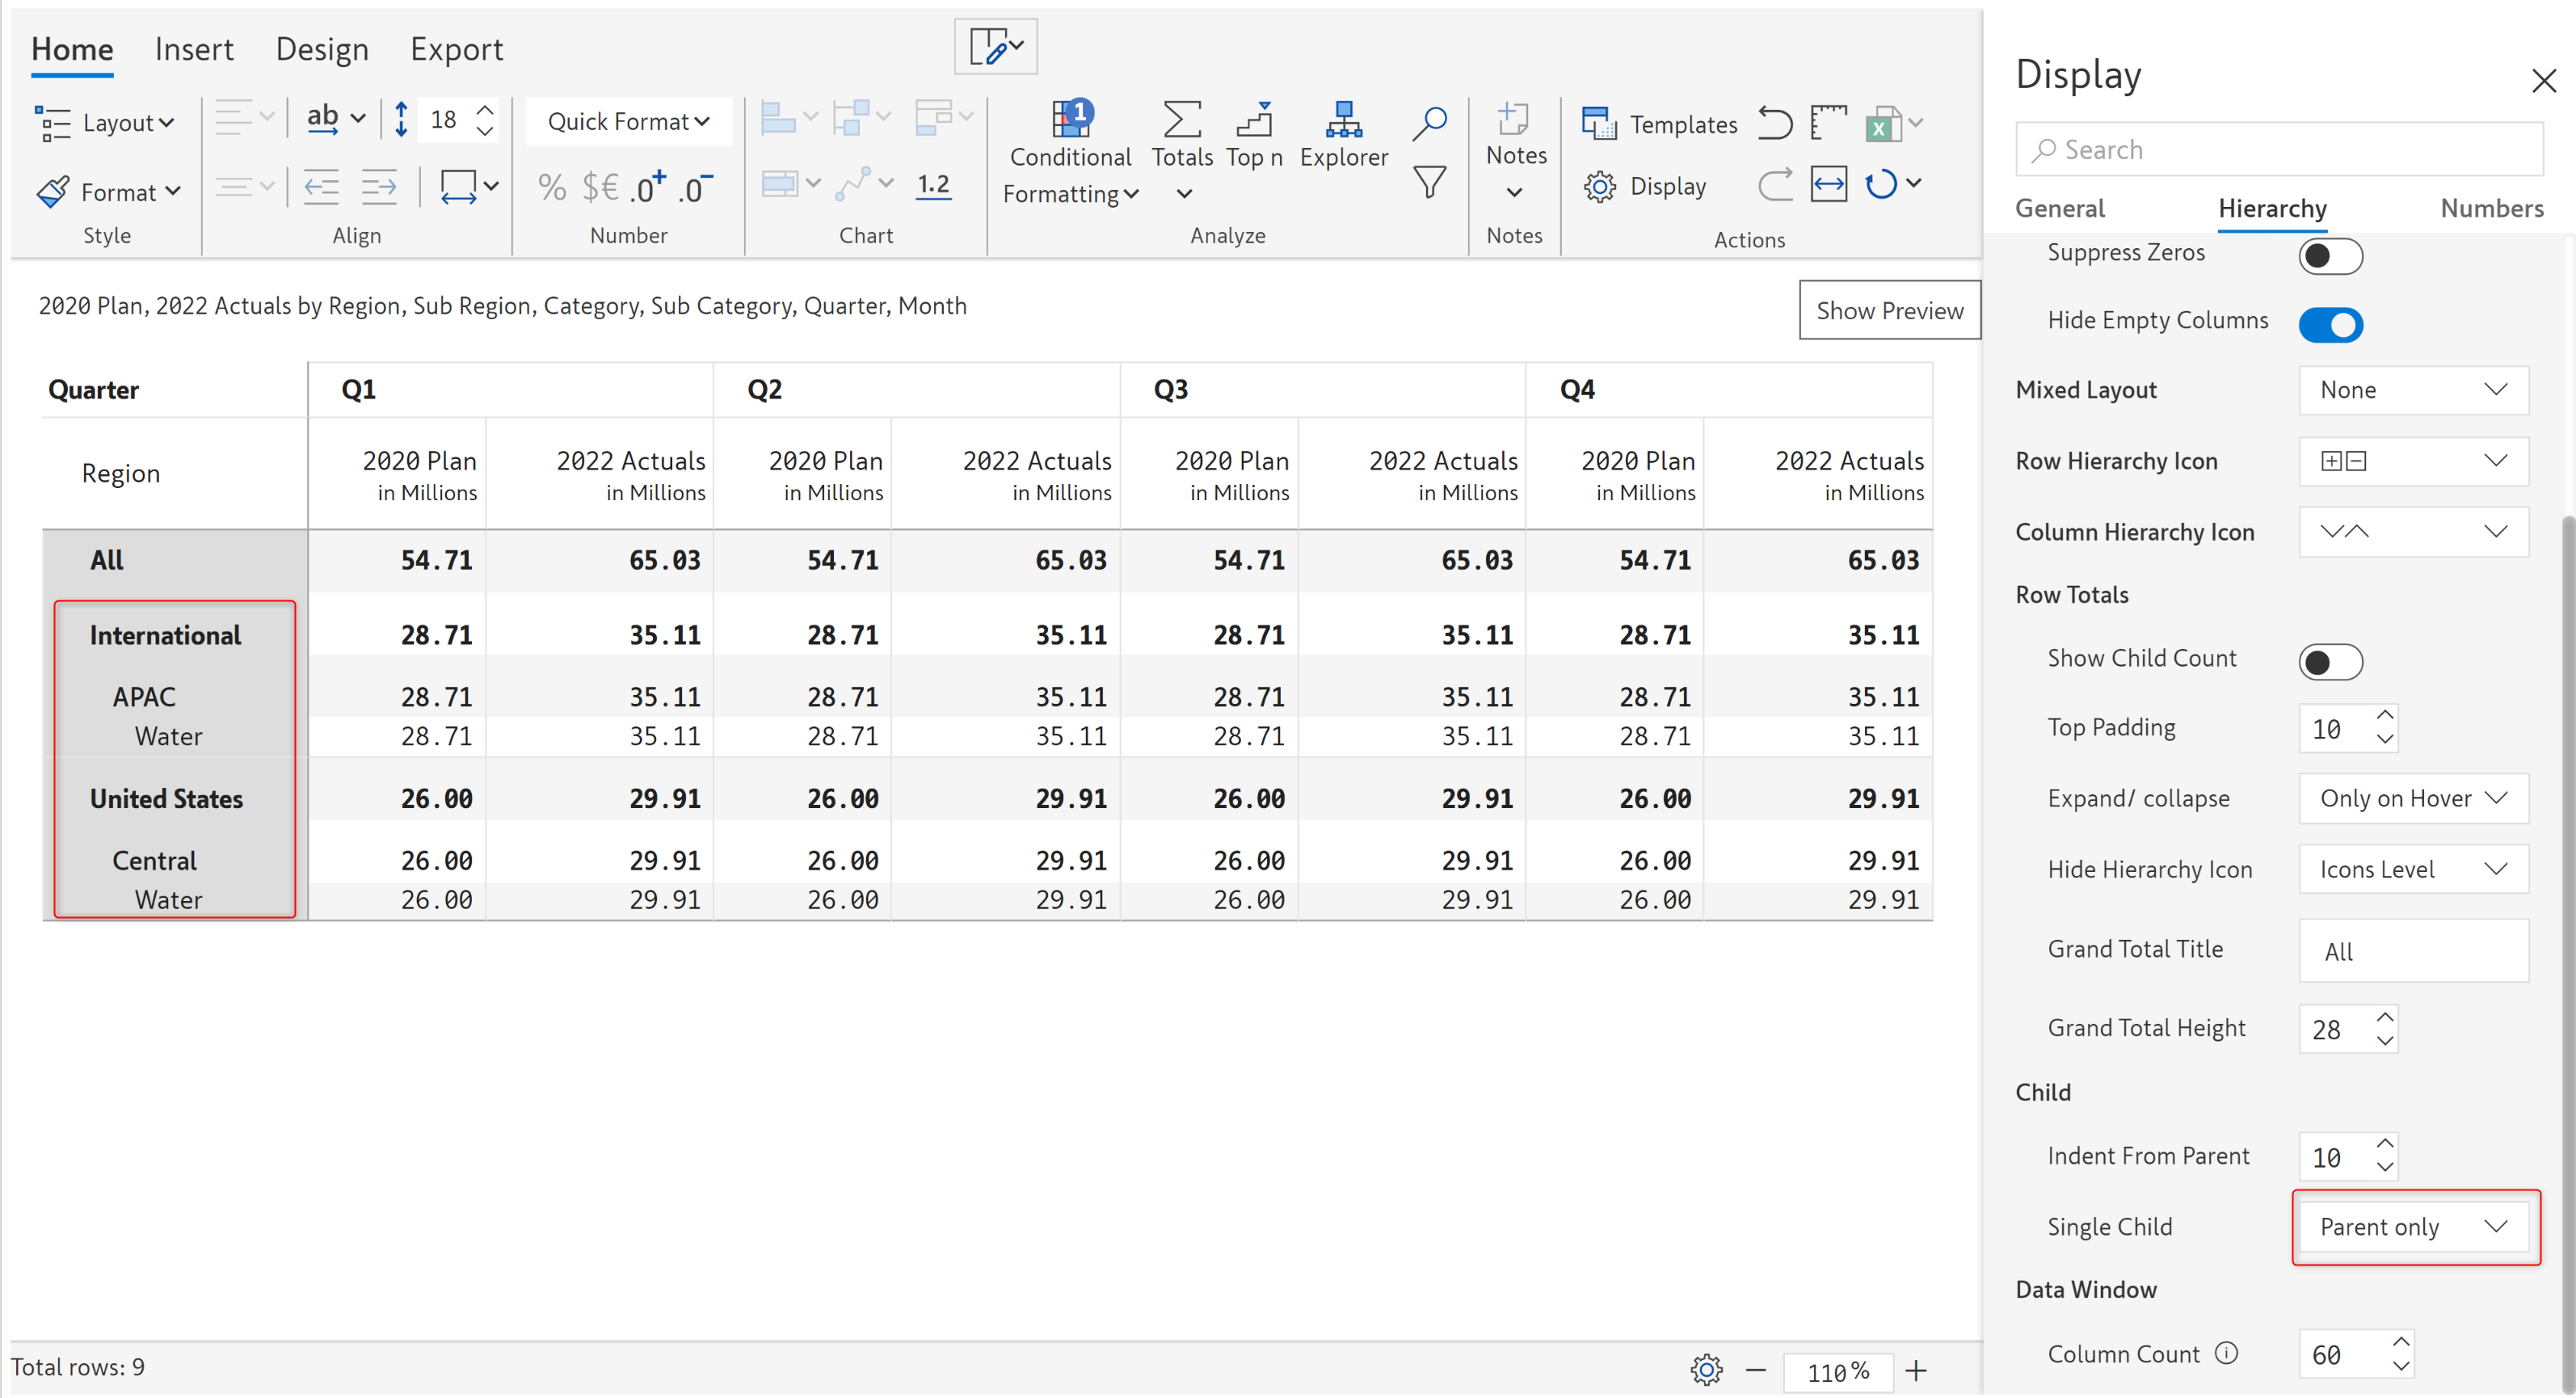 Home Insert Design Export
Layout ab 18 Quick Format 1 Templates
Conditional Totals Top n Explorer Notes
Format % $€ .0+ .0- 1.2 Formatting Display
Style Align Number Chart Analyze Notes Actions
2020 Plan, 2022 Actuals by Region, Sub Region, Category, Sub Category, Quarter, Month
Show Preview
Quarter Q1 Q2 Q3 Q4
Region 2020 Plan 2022 Actuals 2020 Plan 2022 Actuals 2020 Plan 2022 Actuals 2020 Plan 2022 Actuals
in Millions in Millions in Millions in Millions in Millions in Millions in Millions in Millions
All 54.71 65.03 54.71 65.03 54.71 65.03 54.71 65.03
International 28.71 35.11 28.71 35.11 28.71 35.11 28.71 35.11
APAC 28.71 35.11 28.71 35.11 28.71 35.11 28.71 35.11
Water 28.71 35.11 28.71 35.11 28.71 35.11 28.71 35.11
United States 26.00 29.91 26.00 29.91 26.00 29.91 26.00 29.91
Central 26.00 29.91 26.00 29.91 26.00 29.91 26.00 29.91
Water 26.00 29.91 26.00 29.91 26.00 29.91 26.00 29.91
Total rows: 9
110%
Display
Search
General Hierarchy Numbers
Suppress Zeros
Hide Empty Columns
Mixed Layout None
Row Hierarchy Icon
Column Hierarchy Icon
Row Totals
Show Child Count
Top Padding 10
Expand/ collapse Only on Hover
Hide Hierarchy Icon Icons Level
Grand Total Title All
Grand Total Height 28
Child
Indent From Parent 10
Single Child Parent only
Data Window
Column Count 60